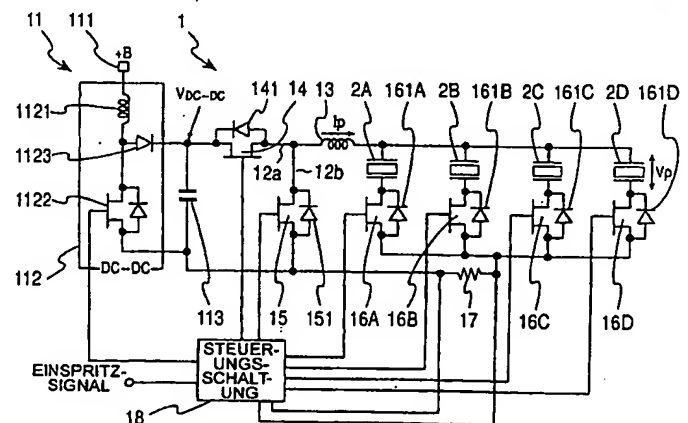 11 111 1
+B
141 14 13 2A 161A 2B 161B 2C 161C 2D 161D
1121
VDC-DC
Ip
1123
12a 12b
Vp
1122
112
DC-DC
113 15 151 16A 16B 17 16C 16D
EINSPRITZ-
SIGNAL
STEUER-
UNGS-
SCHALT-
UNG
18